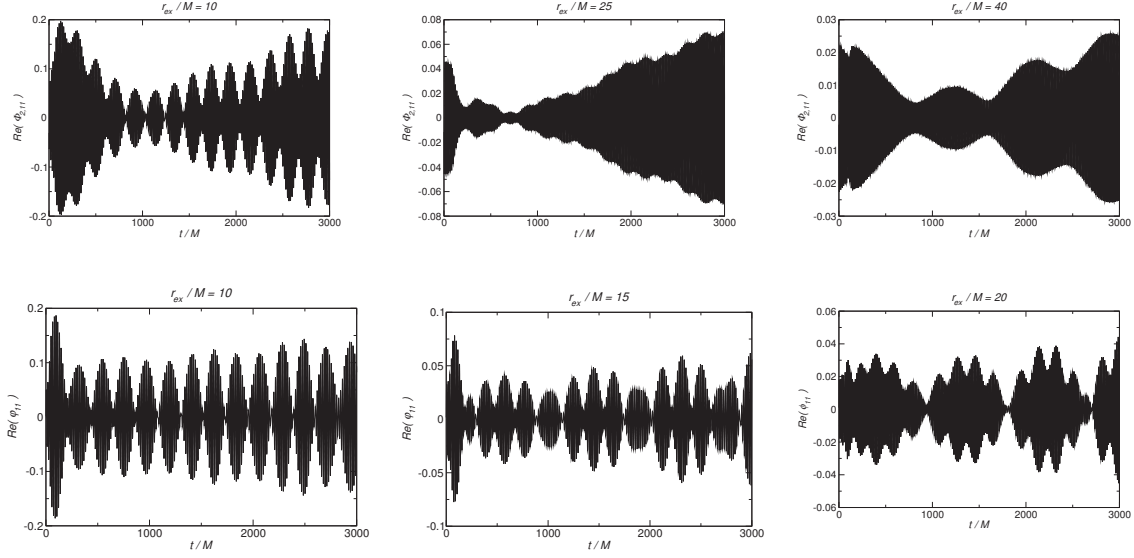 r_ex / M = 10
r_ex / M = 25
r_ex / M = 40
0.2
0.1
0
-0.1
-0.2
Re( Φ_2,11 )
0 1000 2000 3000
t / M
0.08
0.06
0.04
0.02
0
-0.02
-0.04
-0.06
-0.08
Re( Φ_2,11 )
0 1000 2000 3000
t / M
0.03
0.02
0.01
0
-0.01
-0.02
-0.03
Re( Φ_2,11 )
0 1000 2000 3000
t / M
r_ex / M = 10
r_ex / M = 15
r_ex / M = 20
0.2
0.1
0
-0.1
-0.2
Re( φ_11 )
0 1000 2000 3000
t / M
0.1
0.05
0
-0.05
-0.1
Re( φ_11 )
0 1000 2000 3000
t / M
0.06
0.04
0.02
0
-0.02
-0.04
-0.06
Re( ϕ_11 )
0 1000 2000 3000
t / M